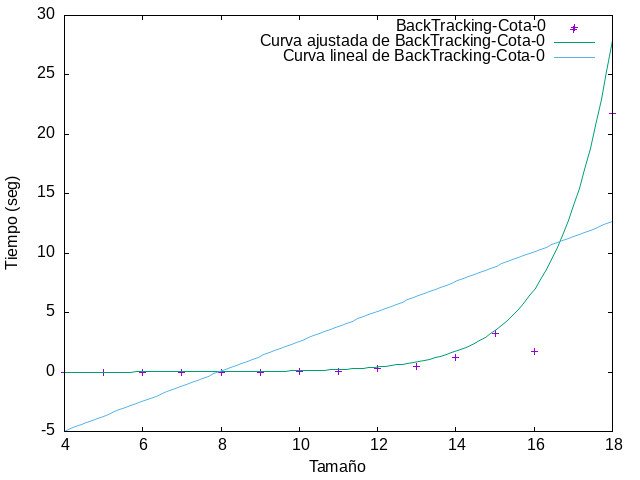 BackTracking-Cota-0
Curva ajustada de BackTracking-Cota-0
Curva lineal de BackTracking-Cota-0
30
25
20
15
10
5
0
-5
Tiempo (seg)
4 6 8 10 12 14 16 18
Tamaño